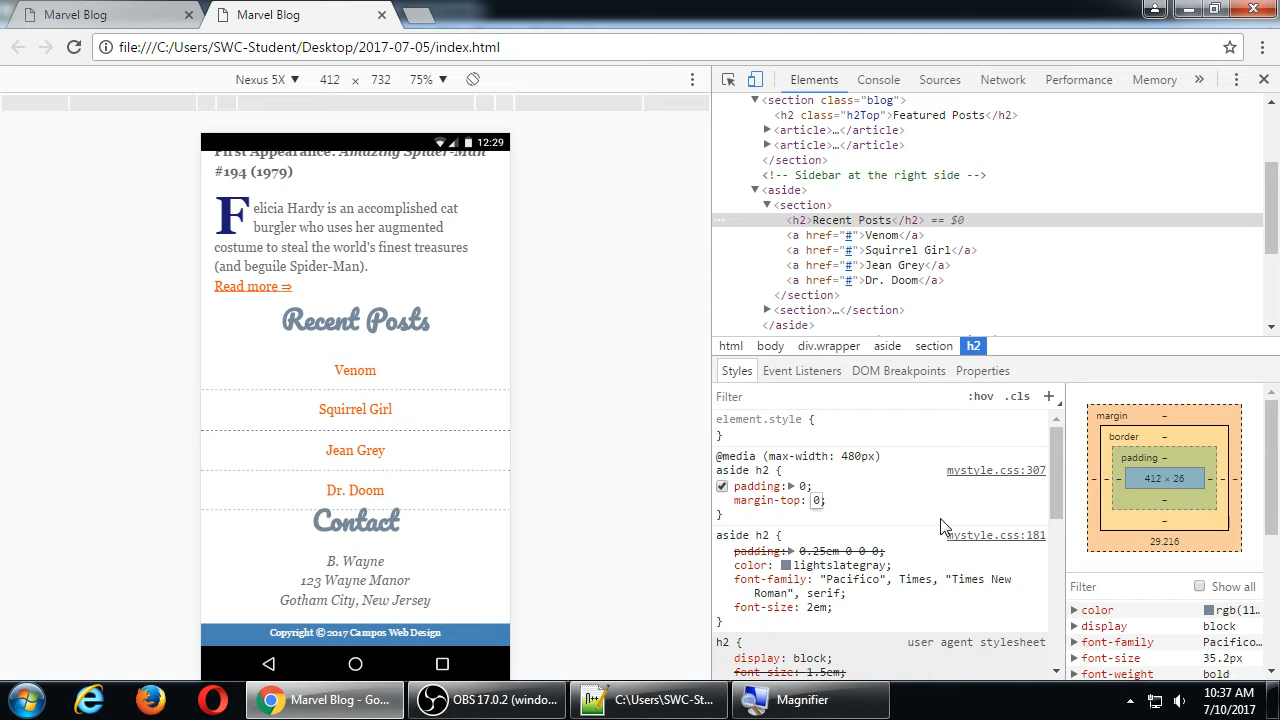 Marvel Blog
Marvel Blog
file:///C:/Users/SWC-Student/Desktop/2017-07-05/index.html
Nexus 5X ▼ 412 × 732 75% ▼
12:29
First Appearance: Amazing Spider-Man
#194 (1979)
Felicia Hardy is an accomplished cat
burglar who uses her augmented
costume to steal the world's finest treasures
(and beguile Spider-Man).
Read more ⇒
Recent Posts
Venom
Squirrel Girl
Jean Grey
Dr. Doom
Contact
B. Wayne
123 Wayne Manor
Gotham City, New Jersey
Copyright © 2017 Campos Web Design
Elements Console Sources Network Performance Memory »
▼<section class="blog">
<h2 class="h2Top">Featured Posts</h2>
▶<article>…</article>
▶<article>…</article>
</section>
<!-- Sidebar at the right side -->
▼<aside>
▼<section>
… <h2>Recent Posts</h2> == $0
<a href="#">Venom</a>
<a href="#">Squirrel Girl</a>
<a href="#">Jean Grey</a>
<a href="#">Dr. Doom</a>
</section>
▶<section>…</section>
</aside>
html body div.wrapper aside section h2
Styles Event Listeners DOM Breakpoints Properties
Filter :hov .cls +
element.style {
}
@media (max-width: 480px)
aside h2 { mystyle.css:307
padding:▶ 0;
margin-top: 0;
}
aside h2 { mystyle.css:181
padding:▶ 0.25em 0 0 0;
color: lightslategray;
font-family: "Pacifico", Times, "Times New
Roman", serif;
font-size: 2em;
}
h2 { user agent stylesheet
display: block;
font-size: 1.5em;
margin –
border –
padding –
– – – 412 × 26 – – –
–
–
29.216
Filter Show all
▶ color rgb(11…
▶ display block
▶ font-family Pacifico…
▶ font-size 35.2px
▶ font-weight bold
Marvel Blog - Go...
OBS 17.0.2 (windo...
C:\Users\SWC-St...
Magnifier
10:37 AM
7/10/2017